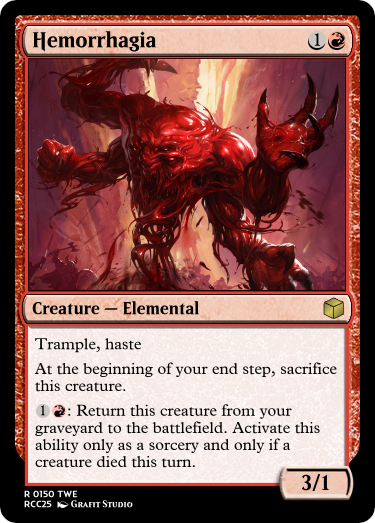 Hemorrhagia 1
Creature — Elemental
Trample, haste
At the beginning of your end step, sacrifice
this creature.
1 : Return this creature from your
graveyard to the battlefield. Activate this
ability only as a sorcery and only if a
creature died this turn.
3/1
R 0150 TWE
RCC25 Grafit Studio